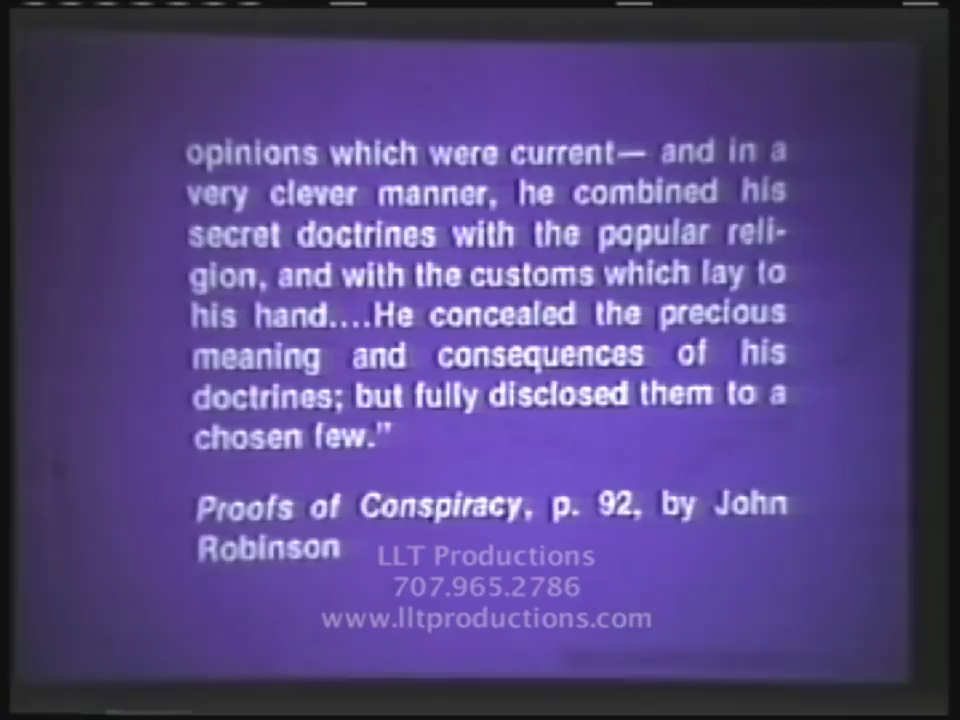 opinions which were current— and in a
very clever manner, he combined his
secret doctrines with the popular reli-
gion, and with the customs which lay to
his hand....He concealed the precious
meaning and consequences of his
doctrines; but fully disclosed them to a
chosen few."
Proofs of Conspiracy, p. 92, by John
Robinson
LLT Productions
707.965.2786
www.lltproductions.com